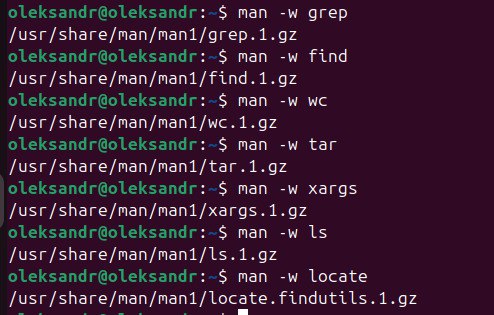 oleksandr@oleksandr:~$ man -w grep
/usr/share/man/man1/grep.1.gz
oleksandr@oleksandr:~$ man -w find
/usr/share/man/man1/find.1.gz
oleksandr@oleksandr:~$ man -w wc
/usr/share/man/man1/wc.1.gz
oleksandr@oleksandr:~$ man -w tar
/usr/share/man/man1/tar.1.gz
oleksandr@oleksandr:~$ man -w xargs
/usr/share/man/man1/xargs.1.gz
oleksandr@oleksandr:~$ man -w ls
/usr/share/man/man1/ls.1.gz
oleksandr@oleksandr:~$ man -w locate
/usr/share/man/man1/locate.findutils.1.gz